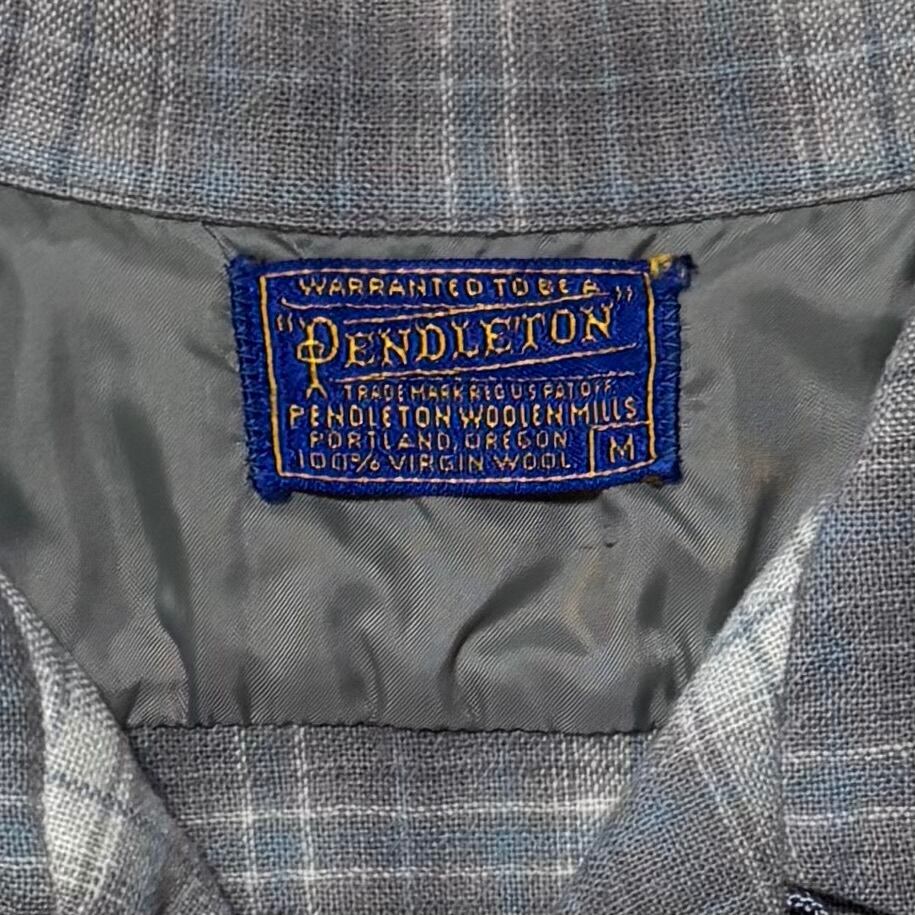 WARRANTED TO BE A
"PENDLETON"
TRADE MARK REG U S PAT OFF.
PENDLETON WOOLEN MILLS
PORTLAND, OREGON
100% VIRGIN WOOL
M